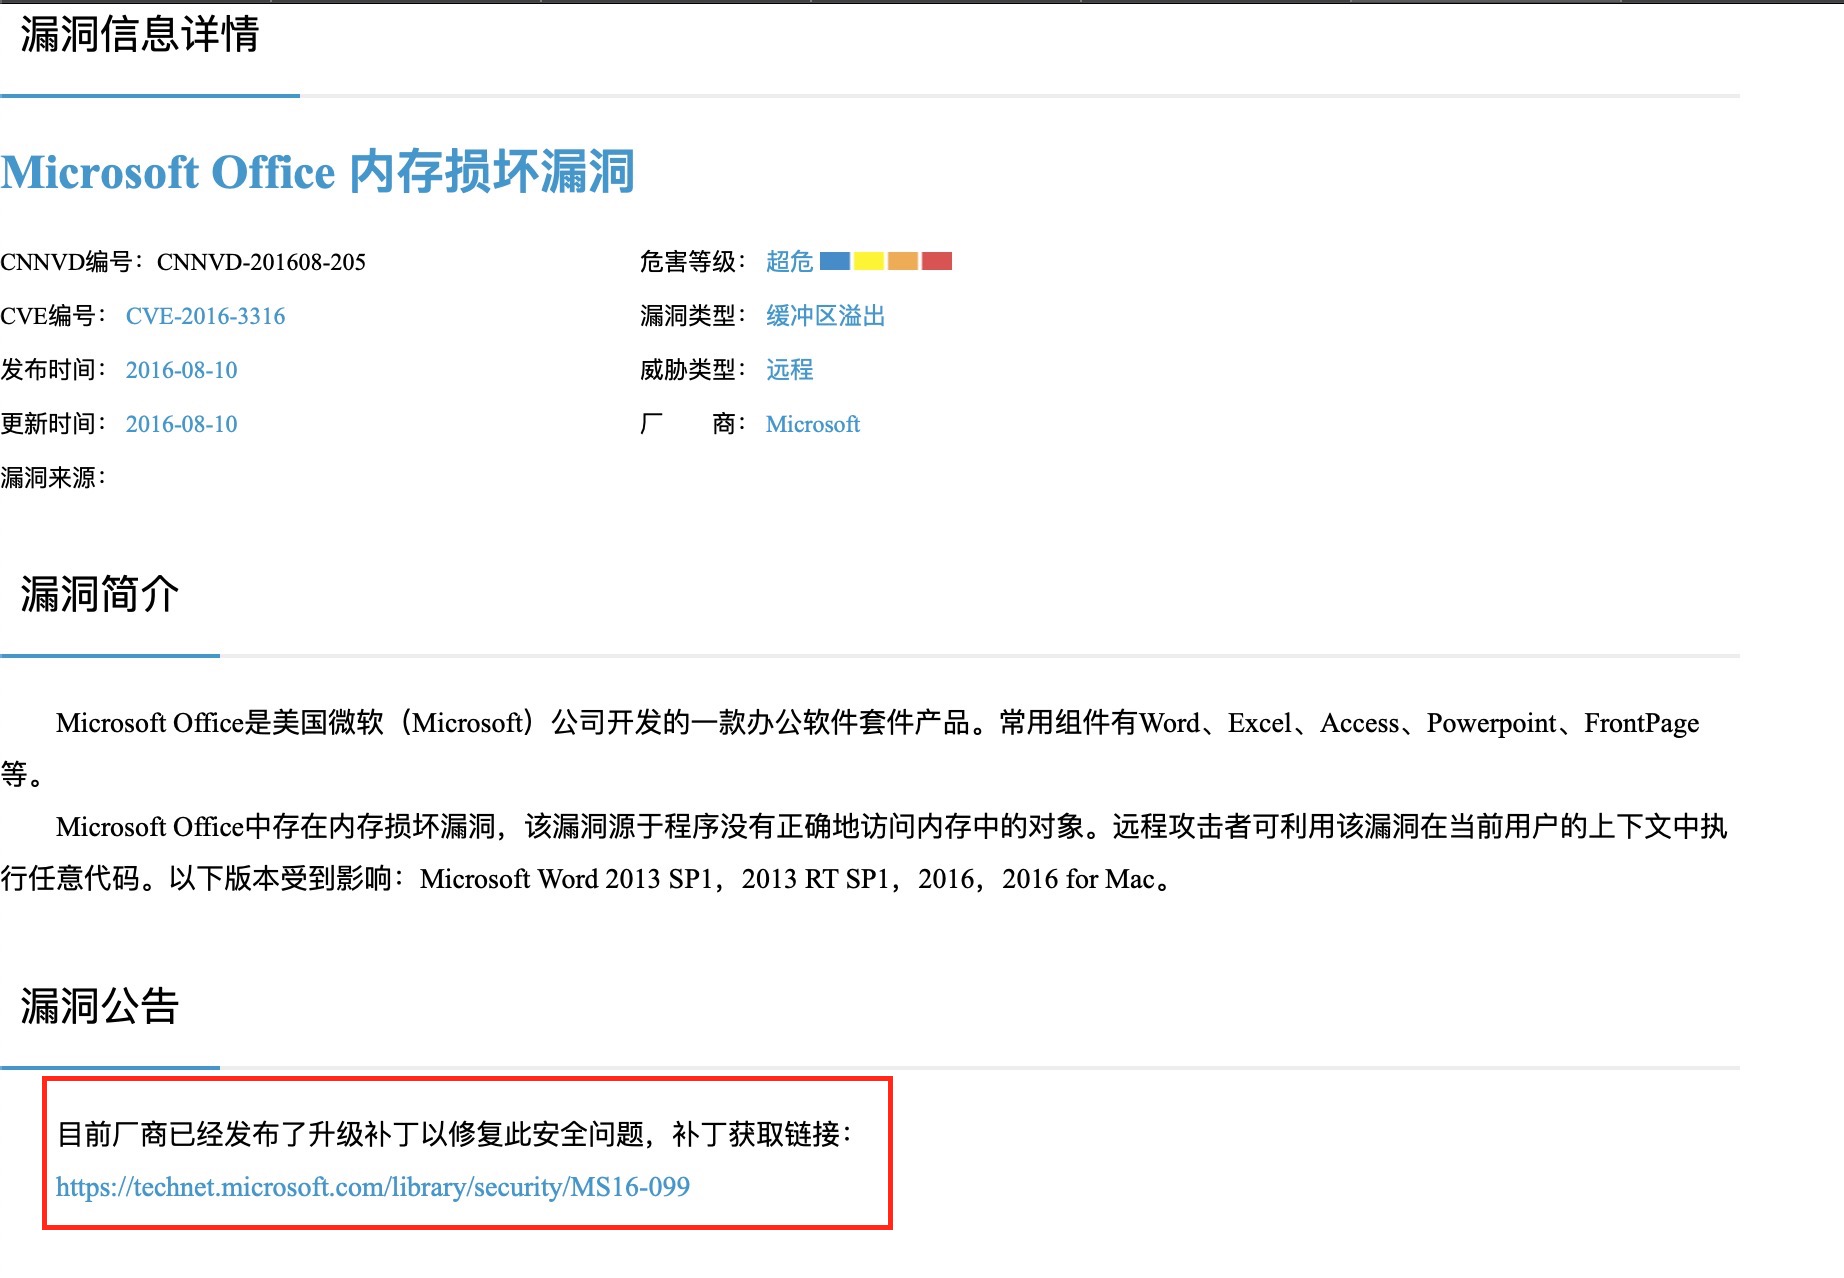 漏洞信息详情
Microsoft Office 内存损坏漏洞
CNNVD编号：CNNVD-201608-205
危害等级： 超危
CVE编号： CVE-2016-3316
漏洞类型： 缓冲区溢出
发布时间： 2016-08-10
威胁类型： 远程
更新时间： 2016-08-10
厂　　商： Microsoft
漏洞来源：
漏洞简介
Microsoft Office是美国微软（Microsoft）公司开发的一款办公软件套件产品。常用组件有Word、Excel、Access、Powerpoint、FrontPage
等。
Microsoft Office中存在内存损坏漏洞，该漏洞源于程序没有正确地访问内存中的对象。远程攻击者可利用该漏洞在当前用户的上下文中执
行任意代码。以下版本受到影响：Microsoft Word 2013 SP1，2013 RT SP1，2016，2016 for Mac。
漏洞公告
目前厂商已经发布了升级补丁以修复此安全问题，补丁获取链接：
https://technet.microsoft.com/library/security/MS16-099